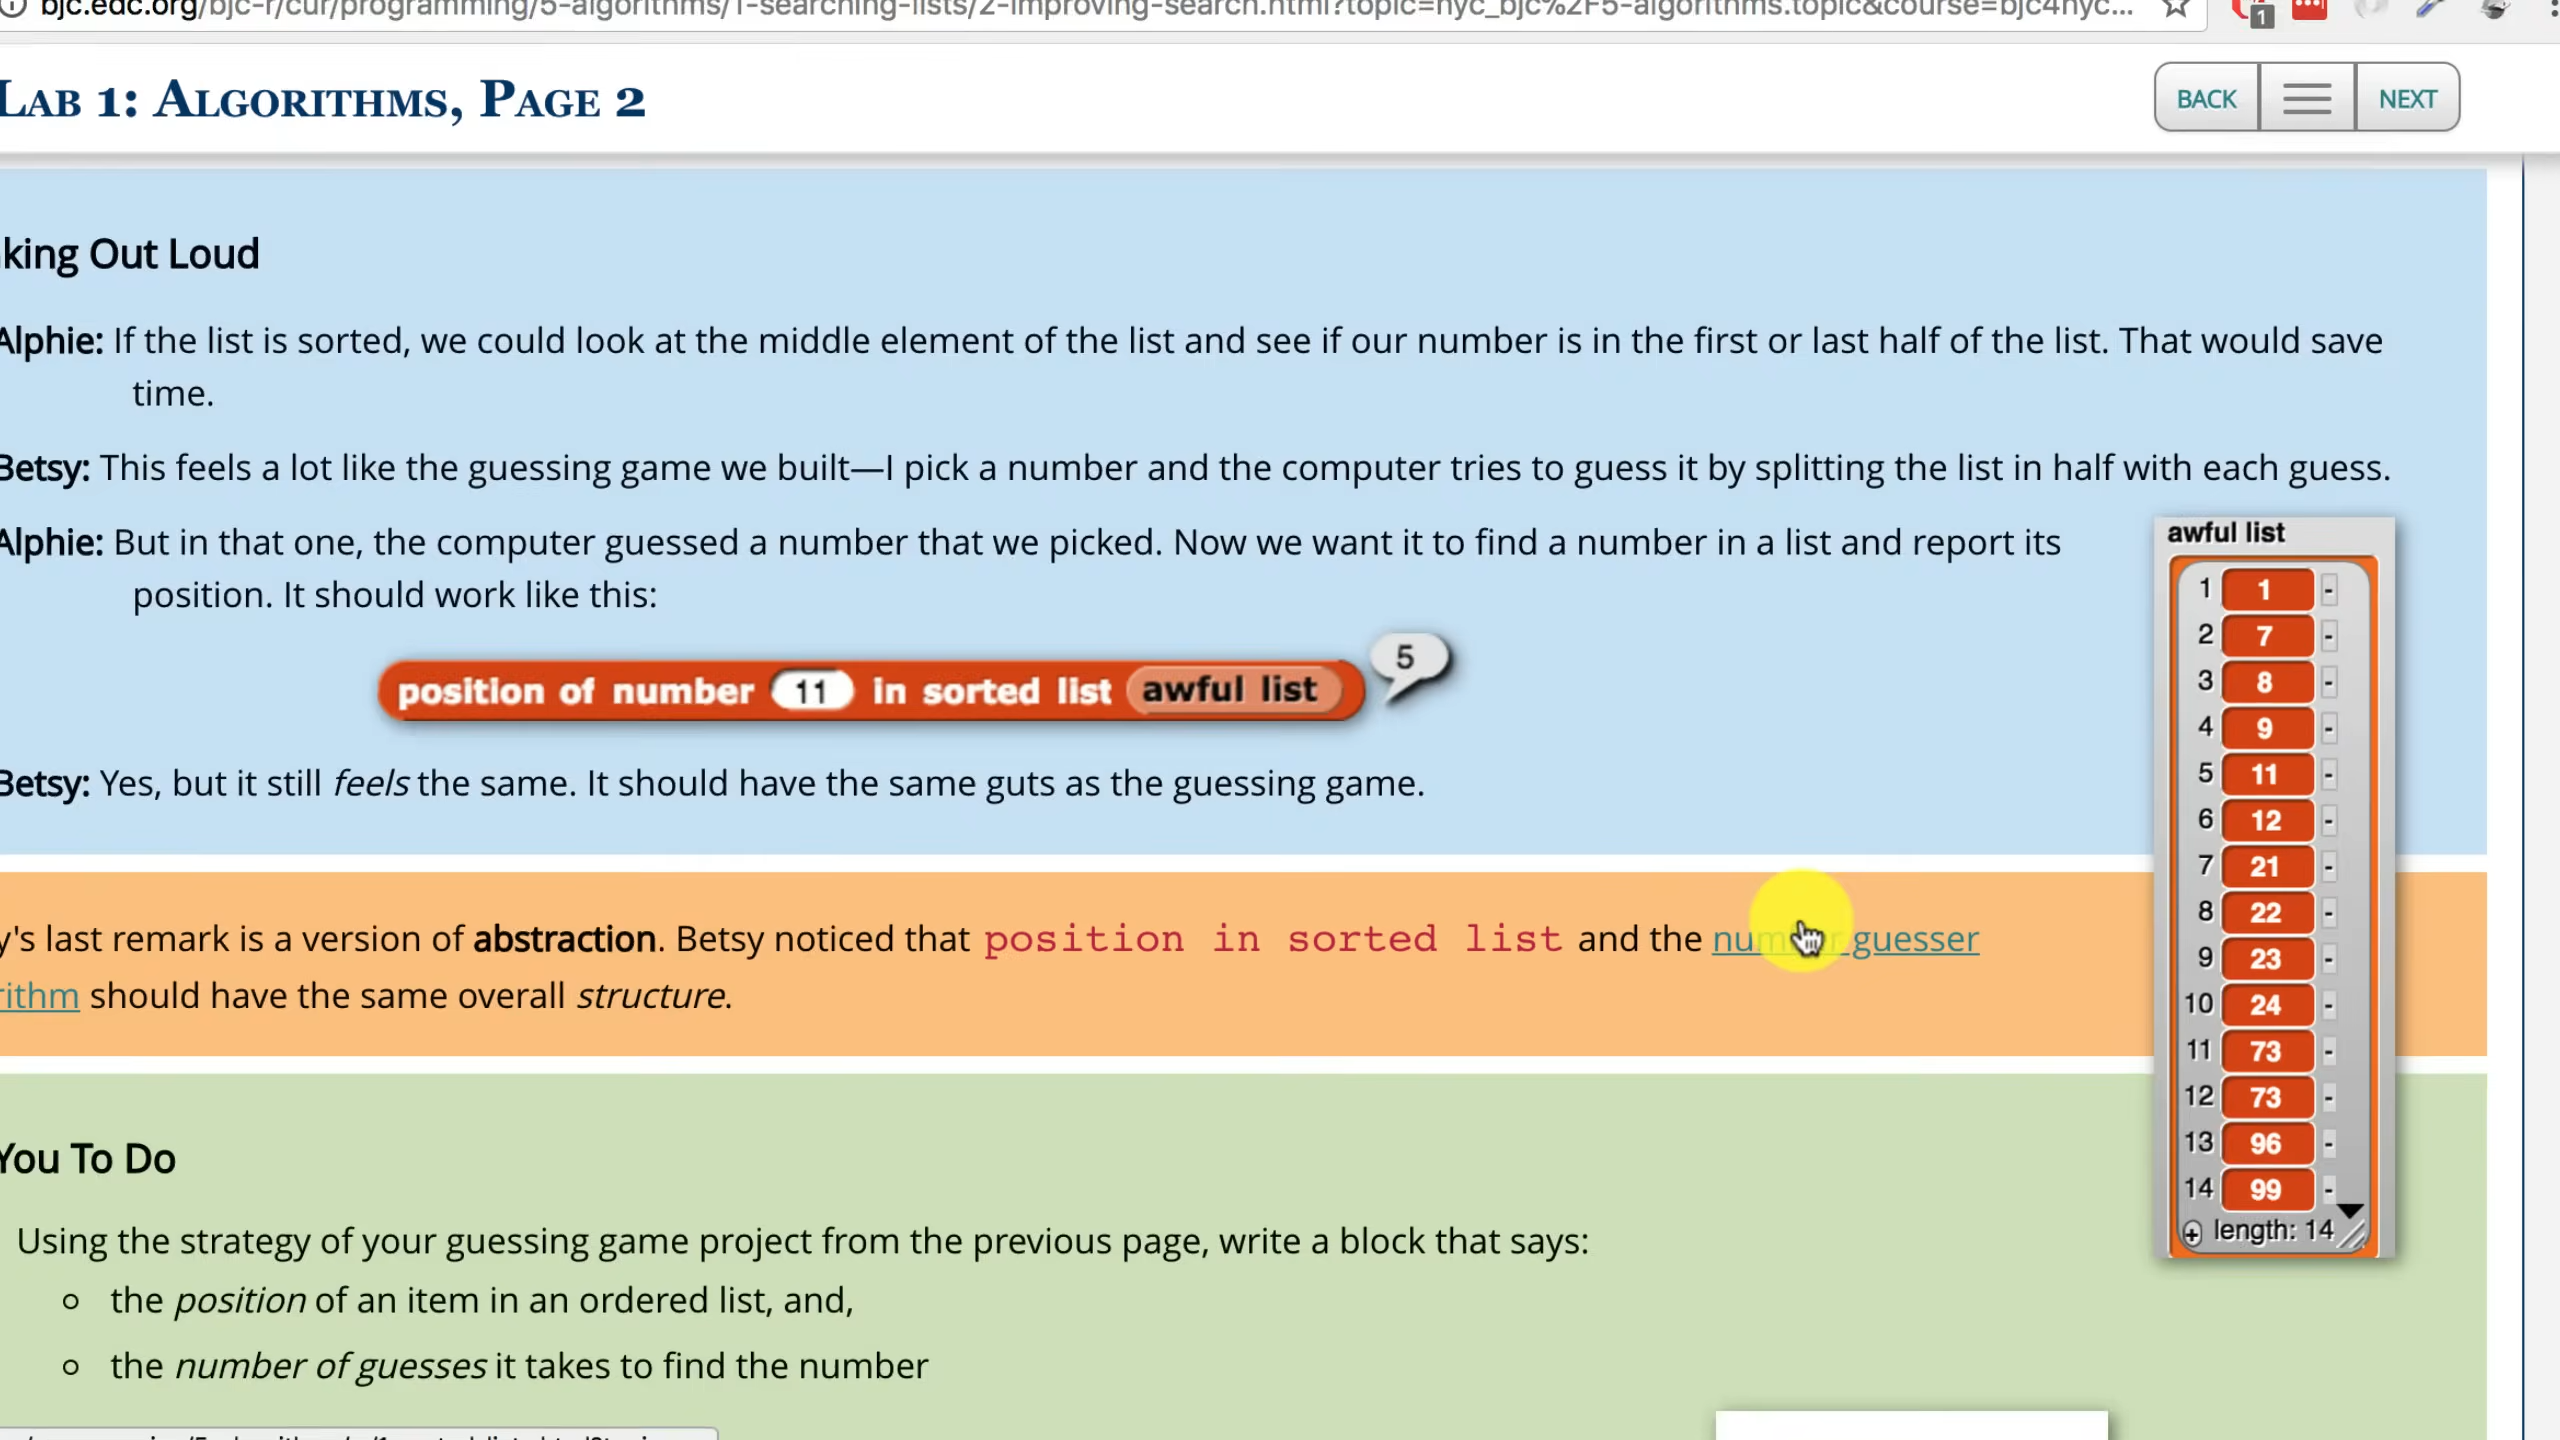 bjc.edc.org/bjc-r/cur/programming/5-algorithms/1-searching-lists/2-improving-search.html?topic=nyc_bjc%2F5-algorithms.topic&course=bjc4nyc...
1
LAB 1: ALGORITHMS, PAGE 2
BACK
NEXT
king Out Loud
Alphie: If the list is sorted, we could look at the middle element of the list and see if our number is in the first or last half of the list. That would save
time.
Betsy: This feels a lot like the guessing game we built—I pick a number and the computer tries to guess it by splitting the list in half with each guess.
Alphie: But in that one, the computer guessed a number that we picked. Now we want it to find a number in a list and report its
position. It should work like this:
position of number 11 in sorted list awful list
5
Betsy: Yes, but it still feels the same. It should have the same guts as the guessing game.
awful list
1 1 -
2 7 -
3 8 -
4 9 -
5 11 -
6 12 -
7 21 -
8 22 -
9 23 -
10 24 -
11 73 -
12 73 -
13 96 -
14 99 -
+ length: 14
y's last remark is a version of abstraction. Betsy noticed that position in sorted list and the number guesser
rithm should have the same overall structure.
You To Do
Using the strategy of your guessing game project from the previous page, write a block that says:
the position of an item in an ordered list, and,
the number of guesses it takes to find the number